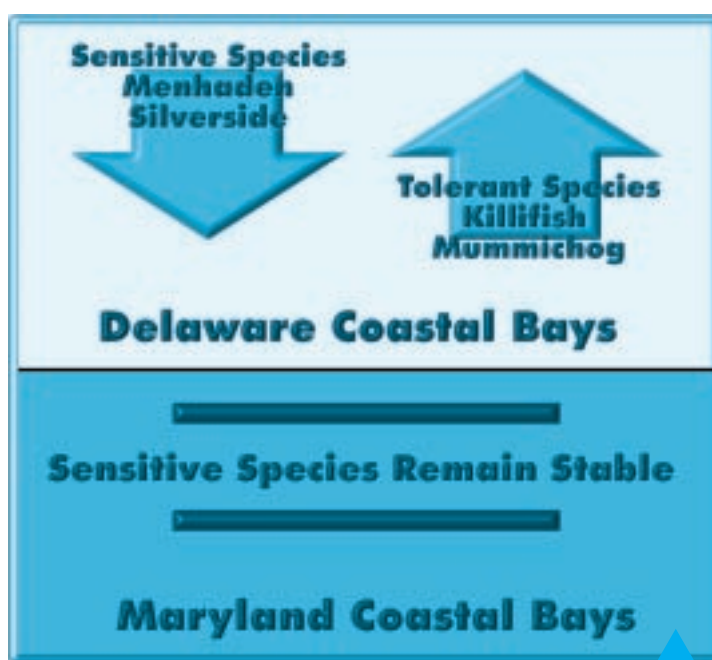 Sensitive Species
Menhaden
Silverside
Tolerant Species
Killifish
Mummichog
Delaware Coastal Bays
Sensitive Species Remain Stable
Maryland Coastal Bays